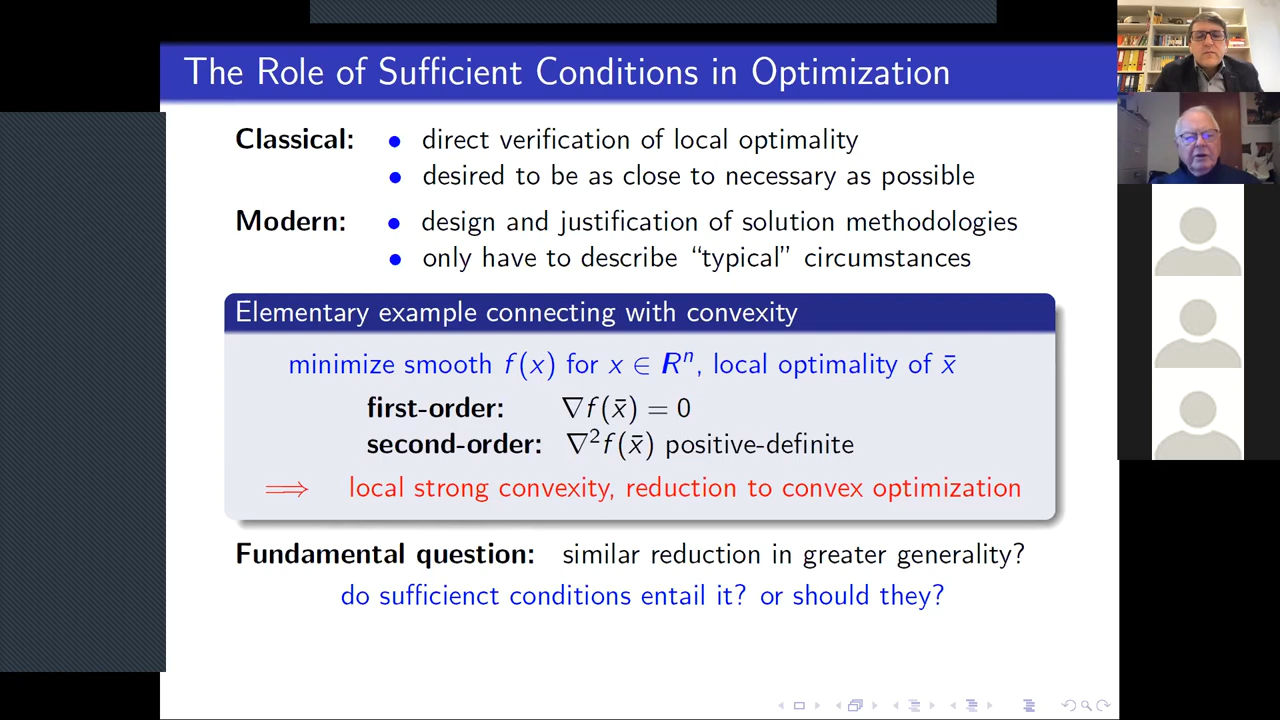 The Role of Sufficient Conditions in Optimization
Classical: • direct verification of local optimality
• desired to be as close to necessary as possible
Modern: • design and justification of solution methodologies
• only have to describe “typical” circumstances
Elementary example connecting with convexity
minimize smooth f(x) for x ∈ Rⁿ, local optimality of x̄
first-order: ∇f(x̄) = 0
second-order: ∇²f(x̄) positive-definite
⟹ local strong convexity, reduction to convex optimization
Fundamental question: similar reduction in greater generality?
do sufficienct conditions entail it? or should they?